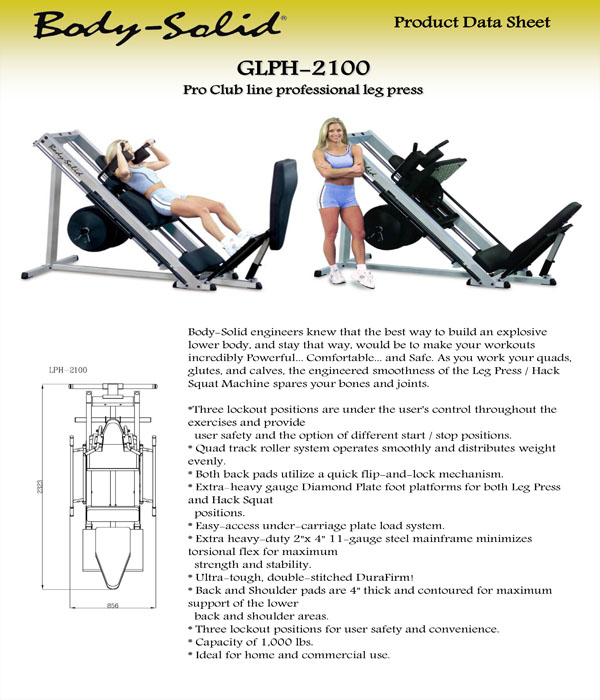 Body-Solid®
Product Data Sheet
GLPH-2100
Pro Club line professional leg press
Body-Solid
Body-Solid engineers knew that the best way to build an explosive
lower body, and stay that way, would be to make your workouts
incredibly Powerful... Comfortable... and Safe. As you work your quads,
glutes, and calves, the engineered smoothness of the Leg Press / Hack
Squat Machine spares your bones and joints.
*Three lockout positions are under the user's control throughout the
exercises and provide
user safety and the option of different start / stop positions.
* Quad track roller system operates smoothly and distributes weight
evenly.
* Both back pads utilize a quick flip-and-lock mechanism.
* Extra-heavy gauge Diamond Plate foot platforms for both Leg Press
and Hack Squat
positions.
* Easy-access under-carriage plate load system.
* Extra heavy-duty 2"x 4" 11-gauge steel mainframe minimizes
torsional flex for maximum
strength and stability.
* Ultra-tough, double-stitched DuraFirm!
* Back and Shoulder pads are 4" thick and contoured for maximum
support of the lower
back and shoulder areas.
* Three lockout positions for user safety and convenience.
* Capacity of 1,000 lbs.
* Ideal for home and commercial use.
LPH-2100
2323
856